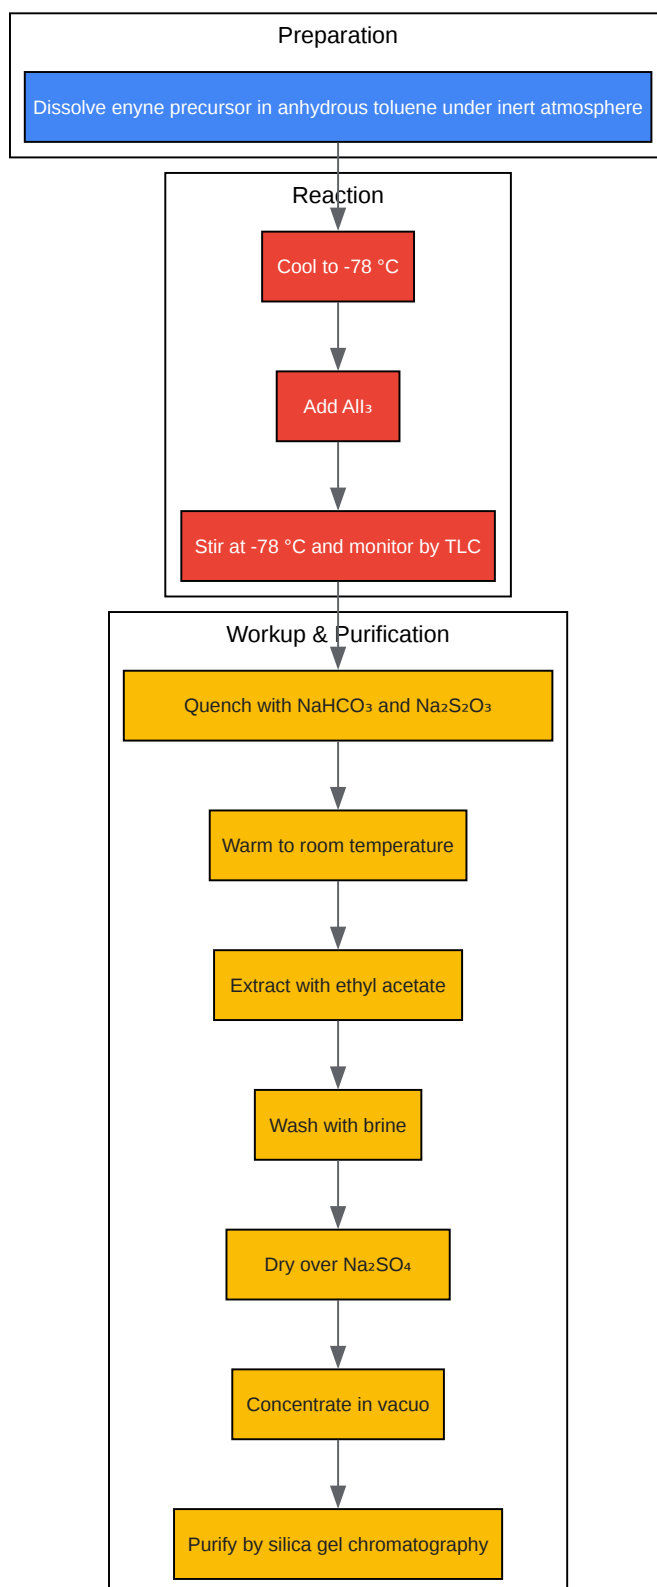 Preparation
Dissolve enyne precursor in anhydrous toluene under inert atmosphere
Reaction
Cool to -78 °C
Add AlI₃
Stir at -78 °C and monitor by TLC
Workup & Purification
Quench with NaHCO₃ and Na₂S₂O₃
Warm to room temperature
Extract with ethyl acetate
Wash with brine
Dry over Na₂SO₄
Concentrate in vacuo
Purify by silica gel chromatography